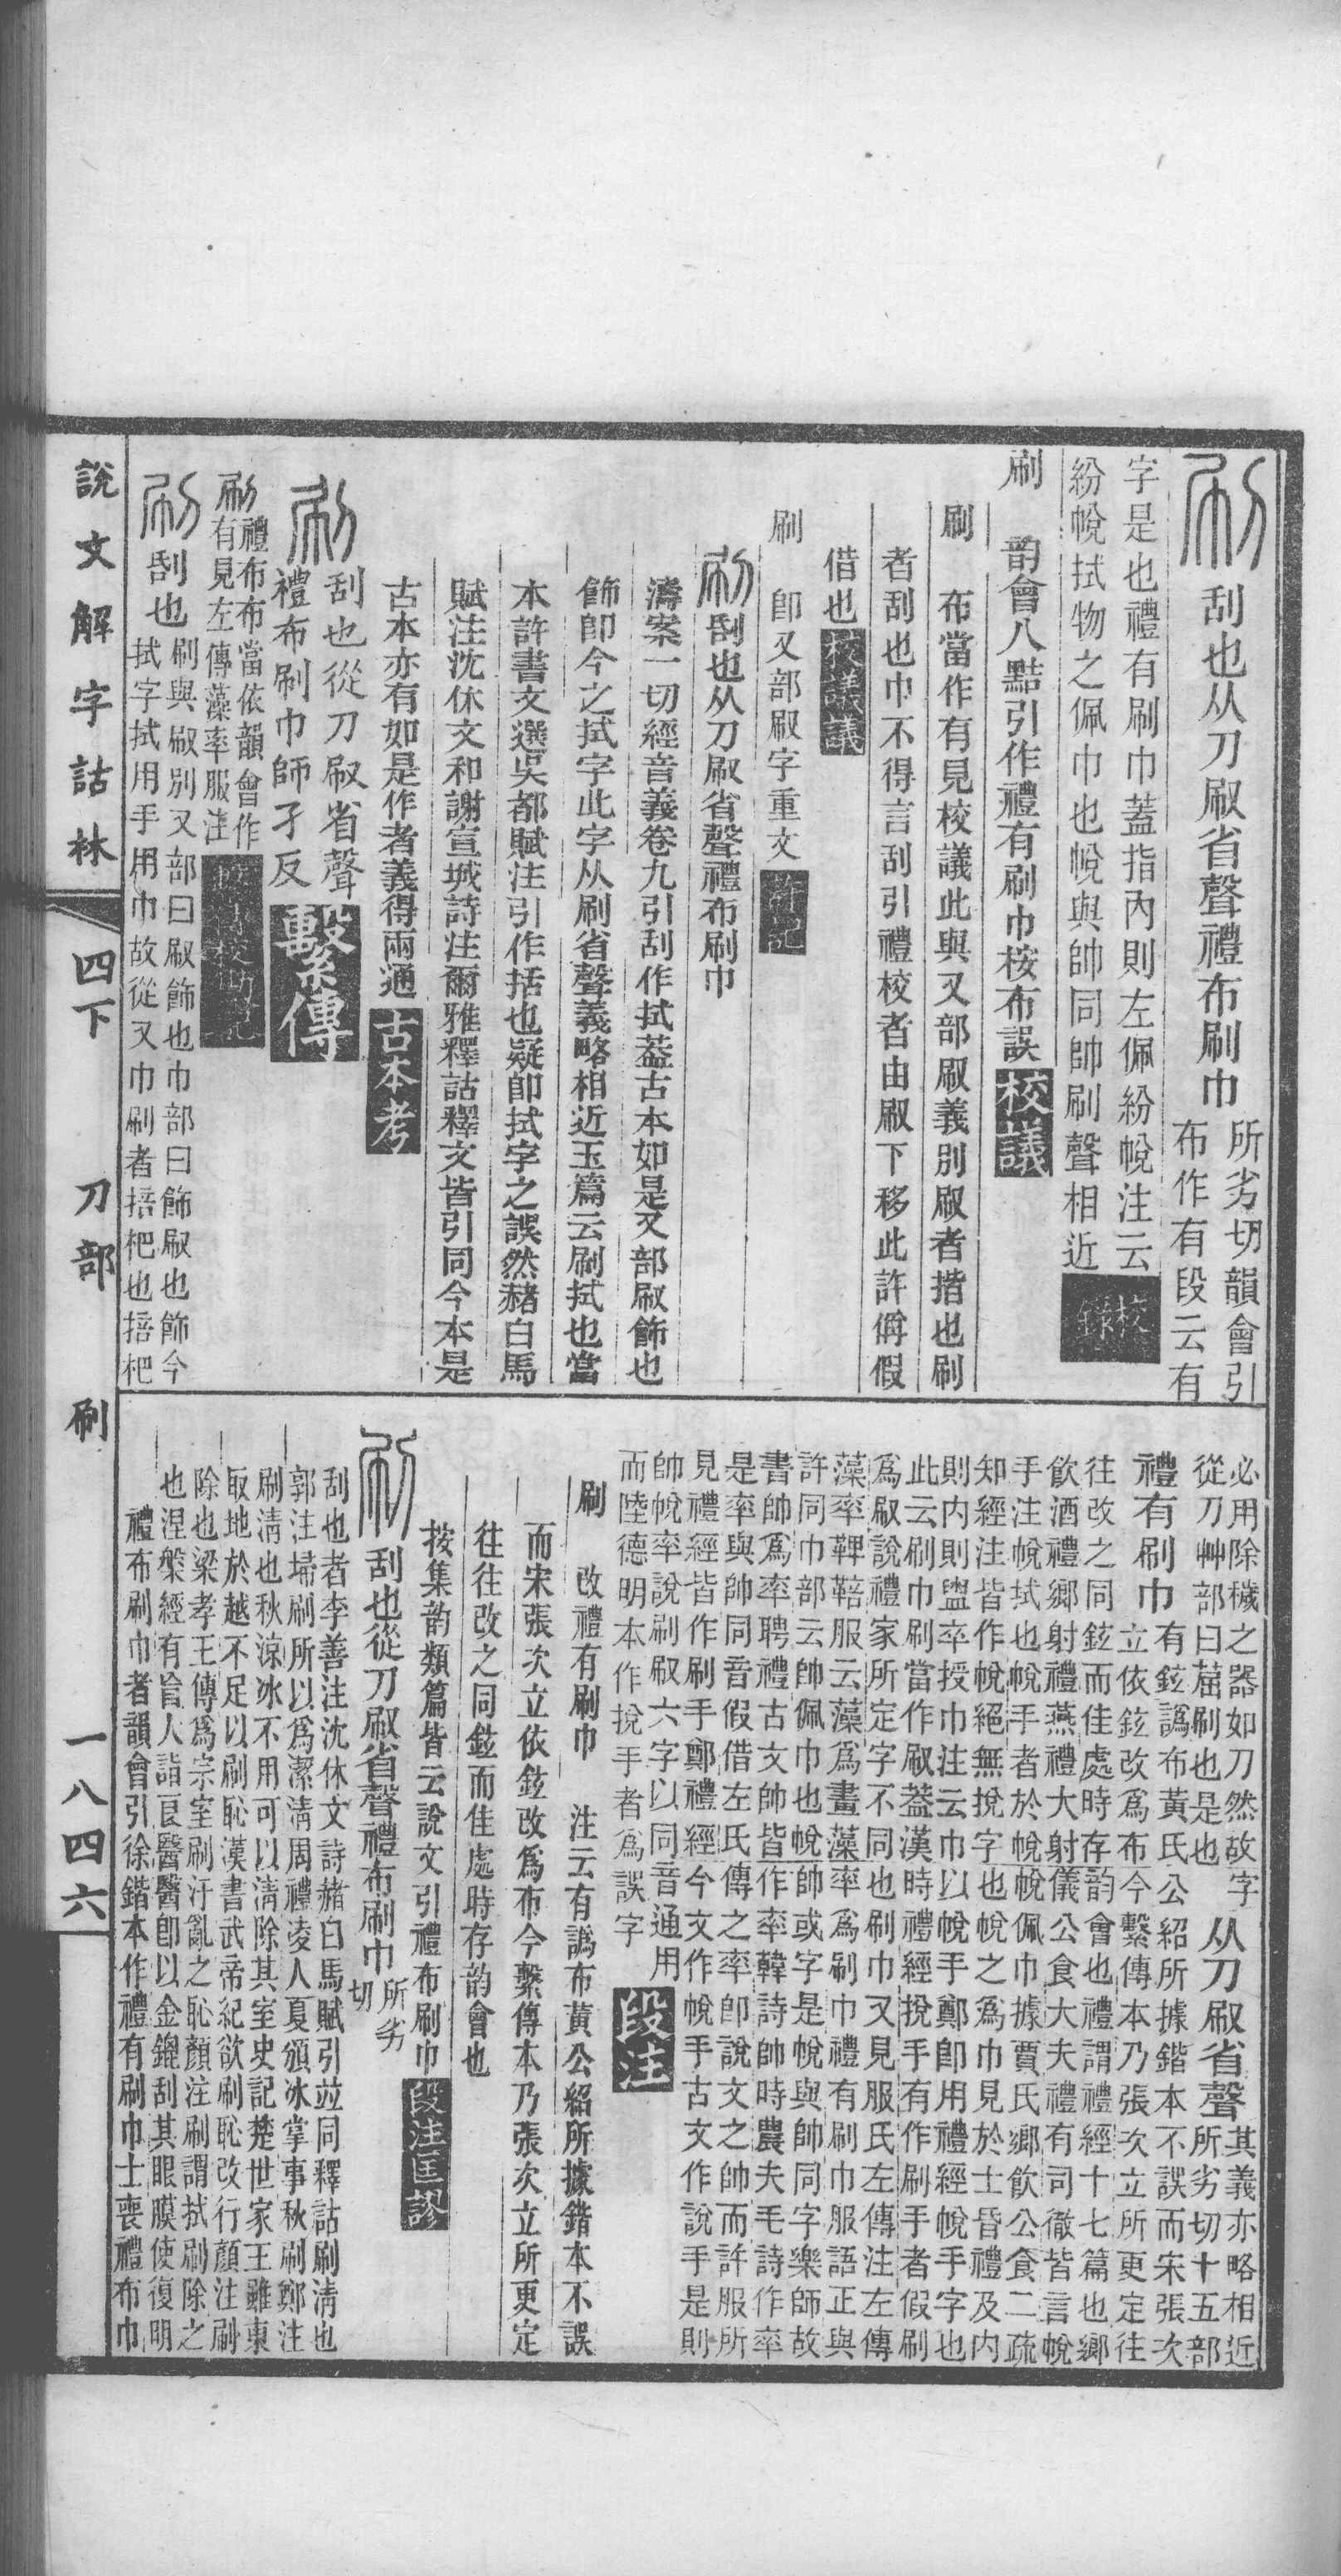 刮也从刀㕞省聲禮布刷巾所劣切韻會引
布作有段云有
字是也禮有刷巾蓋指內則左佩紛帨注云
紛帨拭物之佩巾也帨與帥同帥刷聲相近校錄
刷 韵會八黠引作禮有刷巾按布誤校議
刷 布當作有見校議此與又部㕞義別㕞者揩也刷
者刮也巾不得言刮引禮校者由㕞下移此許偁假
借也校議議
刷 卽又部㕞字重文許記
刮也从刀㕞省聲禮布刷巾
濤案一切經音義卷九引刮作拭葢古本如是又部㕞飾也
飾卽今之拭字此字从刷省聲義略相近玉篇云刷拭也當
本許書文選吳都賦注引作括也疑卽拭字之誤然赭白馬
賦注沈休文和謝宣城詩注爾雅釋詁釋文皆引同今本是
古本亦有如是作者義得兩通古本考
刮也從刀㕞省聲
禮布刷巾師孑反繫傳
刷禮布布當依韻會作
有見左傳藻率服注
刮也刷與㕞別又部曰㕞飾也巾部曰飾㕞也飾今
拭字拭用手用巾故從又巾刷者掊杷也掊杷
說文解字詁林 四下 刀部 刷 一八四六
必用除穢之器如刀然故字从刀㕞省聲其義亦略相近
從刀艸部曰菌刷也是也所劣切十五部
禮有刷巾有鉉譌布黃氏公紹所據鍇本不誤而宋張次
立依鉉改爲布今繫傳本乃張次立所更定往
往改之同鉉而佳處時存韵會也禮謂禮經十七篇也鄉
飲酒禮鄉射禮燕禮大射儀公食大夫禮有司徹皆言帨
手注帨拭也帨手者於帨帨佩巾據賈氏鄉飲公食二疏
知經注皆作帨絕無挩字也帨之爲巾見於士昏禮及內
則內則盥卒授巾注云巾以帨手鄭卽用禮經帨手字也
此云刷巾刷當作㕞葢漢時禮經挩手有作刷手者假刷
爲㕞說禮家所定字不同也刷巾又見服氏左傳注左傳
藻率鞞鞛服云藻爲畫藻率爲刷巾禮有刷巾服語正與
許同巾部云帥佩巾也帨帥或字是帨與帥同字樂師故
書帥爲率聘禮古文帥皆作率韓詩帥時農夫毛詩作率
是率與帥同音假借左氏傳之率卽說文之帥而許服所
見禮經皆作刷手鄭禮經今文作帨手古文作說手是則
帥帨率說刷㕞六字以同音通用
而陸德明本作挩手者爲誤字段注
刷 改禮有刷巾 注云有譌布黃公紹所據鍇本不誤
而宋張次立依鉉改爲布今繫傳本乃張次立所更定
往往改之同鉉而佳處時存韵會也
按集韵類篇皆云說文引禮布刷巾段注匡謬
刮也從刀㕞省聲禮布刷巾所劣
切
刮也者李善注沈休文詩赭白馬賦引竝同釋詁刷淸也
郭注埽刷所以爲潔淸周禮凌人夏頒冰掌事秋刷鄭注
刷淸也秋涼冰不用可以淸除其室史記楚世家王雖東
取地於越不足以刷恥漢書武帝紀欲刷恥改行顏注刷
除也梁孝王傳爲宗室刷汙亂之恥顏注刷謂拭刷除之
也涅槃經有盲人詣良醫醫卽以金錍刮其眼膜使復明
禮布刷巾者韻會引徐鍇本作禮有刷巾士喪禮布巾